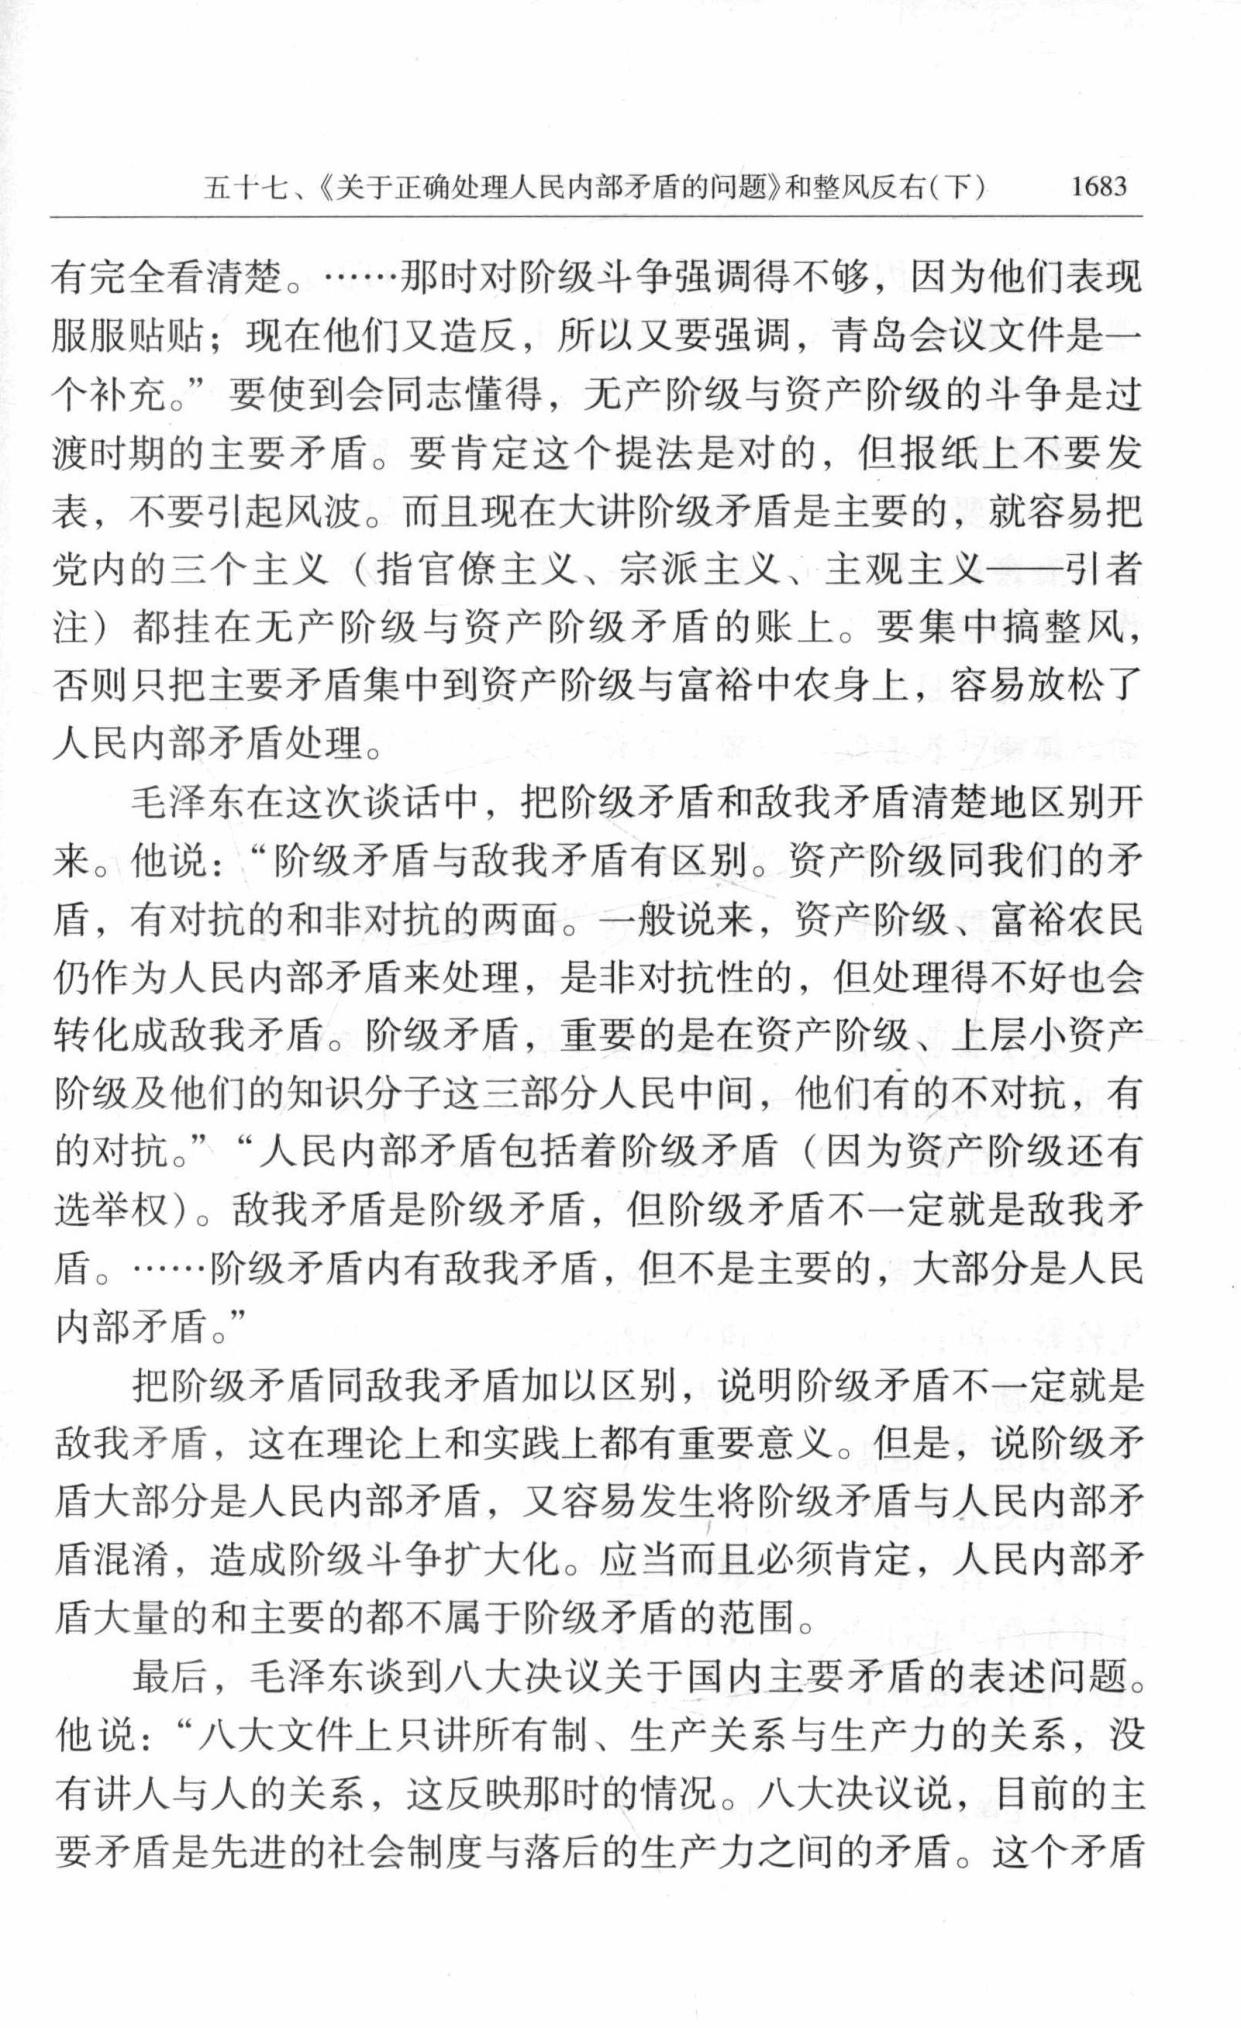 五十七、《关于正确处理人民内部矛盾的问题》和整风反右(下) 1683
有完全看清楚。……那时对阶级斗争强调得不够，因为他们表现
服服贴贴；现在他们又造反，所以又要强调，青岛会议文件是一
个补充。”要使到会同志懂得，无产阶级与资产阶级的斗争是过
渡时期的主要矛盾。要肯定这个提法是对的，但报纸上不要发
表，不要引起风波。而且现在大讲阶级矛盾是主要的，就容易把
党内的三个主义（指官僚主义、宗派主义、主观主义——引者
注）都挂在无产阶级与资产阶级矛盾的账上。要集中搞整风，
否则只把主要矛盾集中到资产阶级与富裕中农身上，容易放松了
人民内部矛盾处理。
毛泽东在这次谈话中，把阶级矛盾和敌我矛盾清楚地区别开
来。他说：“阶级矛盾与敌我矛盾有区别。资产阶级同我们的矛
盾，有对抗的和非对抗的两面。一般说来，资产阶级、富裕农民
仍作为人民内部矛盾来处理，是非对抗性的，但处理得不好也会
转化成敌我矛盾。阶级矛盾，重要的是在资产阶级、上层小资产
阶级及他们的知识分子这三部分人民中间，他们有的不对抗，有
的对抗。”“人民内部矛盾包括着阶级矛盾（因为资产阶级还有
选举权）。敌我矛盾是阶级矛盾，但阶级矛盾不一定就是敌我矛
盾。……阶级矛盾内有敌我矛盾，但不是主要的，大部分是人民
内部矛盾。”
把阶级矛盾同敌我矛盾加以区别，说明阶级矛盾不一定就是
敌我矛盾，这在理论上和实践上都有重要意义。但是，说阶级矛
盾大部分是人民内部矛盾，又容易发生将阶级矛盾与人民内部矛
盾混淆，造成阶级斗争扩大化。应当而且必须肯定，人民内部矛
盾大量的和主要的都不属于阶级矛盾的范围。
最后，毛泽东谈到八大决议关于国内主要矛盾的表述问题。
他说：“八大文件上只讲所有制、生产关系与生产力的关系，没
有讲人与人的关系，这反映那时的情况。八大决议说，目前的主
要矛盾是先进的社会制度与落后的生产力之间的矛盾。这个矛盾